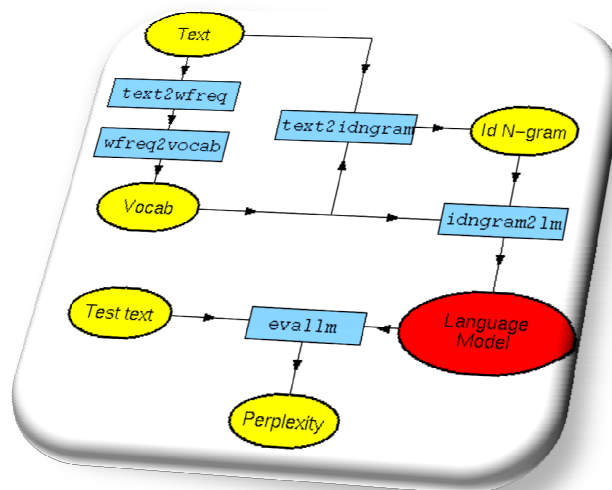 Text
text2wfreq
text2idngram
Id N-gram
wfreq2vocab
Vocab
idngram2lm
Test text
evallm
Language
Model
Perplexity